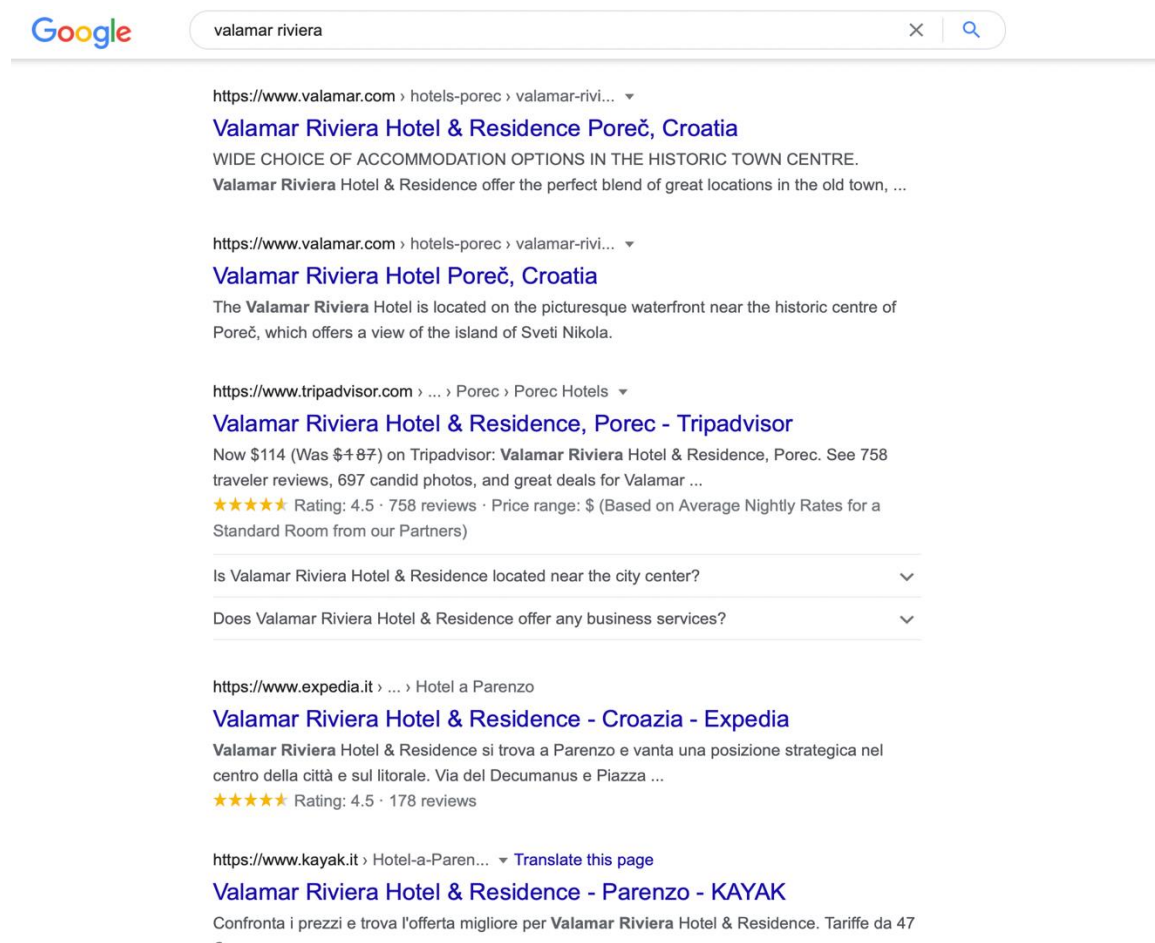 Google
valamar riviera
https://www.valamar.com › hotels-porec › valamar-rivi...
Valamar Riviera Hotel & Residence Poreč, Croatia
WIDE CHOICE OF ACCOMMODATION OPTIONS IN THE HISTORIC TOWN CENTRE.
Valamar Riviera Hotel & Residence offer the perfect blend of great locations in the old town, ...
https://www.valamar.com › hotels-porec › valamar-rivi...
Valamar Riviera Hotel Poreč, Croatia
The Valamar Riviera Hotel is located on the picturesque waterfront near the historic centre of
Poreč, which offers a view of the island of Sveti Nikola.
https://www.tripadvisor.com › ... › Porec › Porec Hotels
Valamar Riviera Hotel & Residence, Porec - Tripadvisor
Now $114 (Was $187) on Tripadvisor: Valamar Riviera Hotel & Residence, Porec. See 758
traveler reviews, 697 candid photos, and great deals for Valamar ...
Rating: 4.5 · 758 reviews · Price range: $ (Based on Average Nightly Rates for a
Standard Room from our Partners)
Is Valamar Riviera Hotel & Residence located near the city center?
Does Valamar Riviera Hotel & Residence offer any business services?
https://www.expedia.it › ... › Hotel a Parenzo
Valamar Riviera Hotel & Residence - Croazia - Expedia
Valamar Riviera Hotel & Residence si trova a Parenzo e vanta una posizione strategica nel
centro della città e sul litorale. Via del Decumanus e Piazza ...
Rating: 4.5 · 178 reviews
https://www.kayak.it › Hotel-a-Paren... Translate this page
Valamar Riviera Hotel & Residence - Parenzo - KAYAK
Confronta i prezzi e trova l'offerta migliore per Valamar Riviera Hotel & Residence. Tariffe da 47